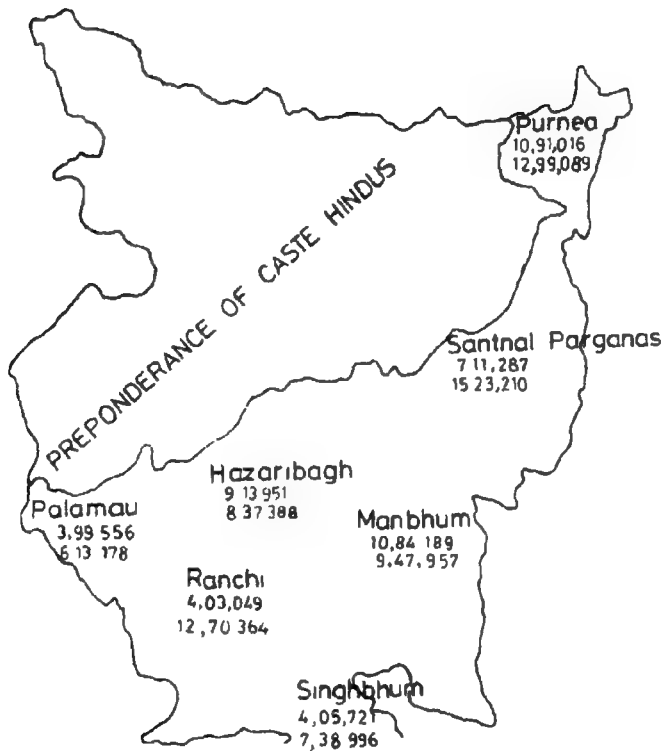 Purnea
10,91,016
12,99,089
PREPONDERANCE OF CASTE HINDUS
Santnal Parganas
7 11,287
15 23,210
Hazaribagh
9 13 951
8 37 388
Palamau
3,99 556
6 13 178
Manbhum
10,84 189
9,47,957
Ranchi
4,03,049
12,70 364
Singhbhum
4,05,721
7,38 996